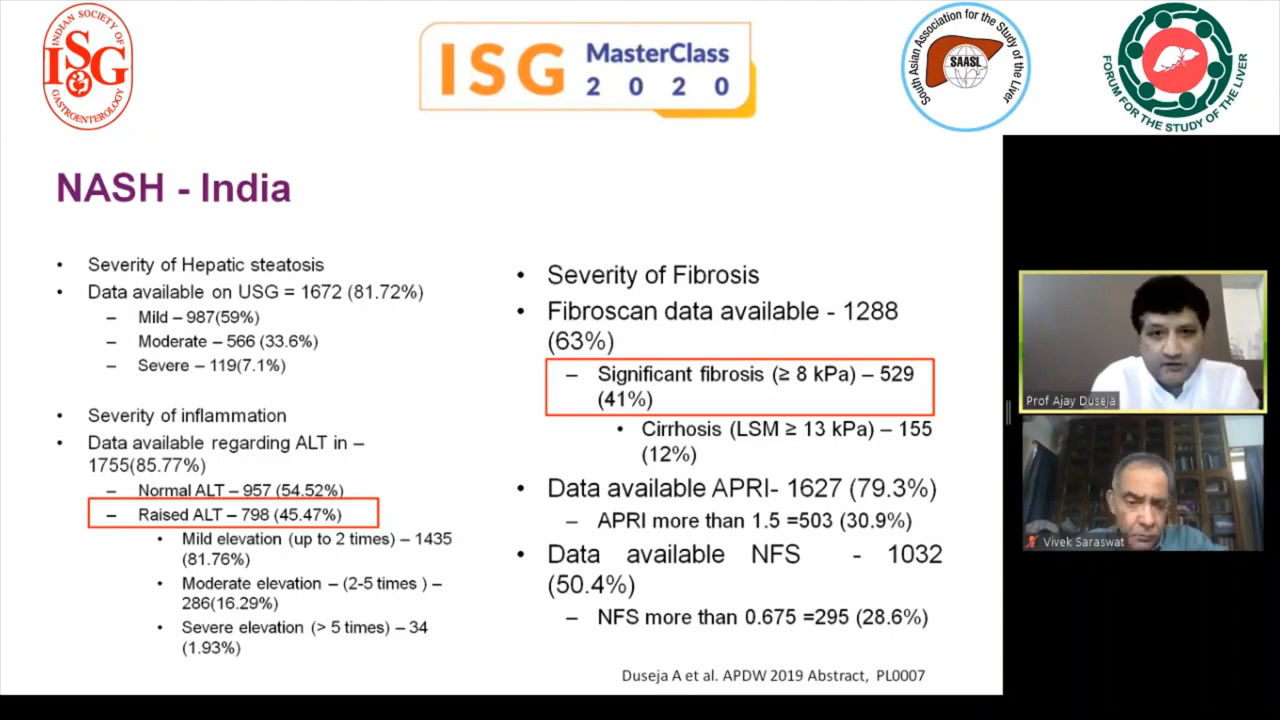 INDIAN SOCIETY OF
ISG
GASTROENTEROLOGY
ISG MasterClass
2020
South Asian Association for the Study of the Liver
SAASL
FORUM FOR THE STUDY OF THE LIVER
NASH - India
• Severity of Hepatic steatosis
• Data available on USG = 1672 (81.72%)
– Mild – 987(59%)
– Moderate – 566 (33.6%)
– Severe – 119(7.1%)
• Severity of inflammation
• Data available regarding ALT in –
1755(85.77%)
– Normal ALT – 957 (54.52%)
– Raised ALT – 798 (45.47%)
• Mild elevation (up to 2 times) – 1435
(81.76%)
• Moderate elevation – (2-5 times ) –
286(16.29%)
• Severe elevation (> 5 times) – 34
(1.93%)
• Severity of Fibrosis
• Fibroscan data available - 1288
(63%)
– Significant fibrosis (≥ 8 kPa) – 529
(41%)
• Cirrhosis (LSM ≥ 13 kPa) – 155
(12%)
• Data available APRI- 1627 (79.3%)
– APRI more than 1.5 =503 (30.9%)
• Data available NFS - 1032
(50.4%)
– NFS more than 0.675 =295 (28.6%)
Duseja A et al. APDW 2019 Abstract, PL0007
Prof Ajay Duseja
Vivek Saraswat